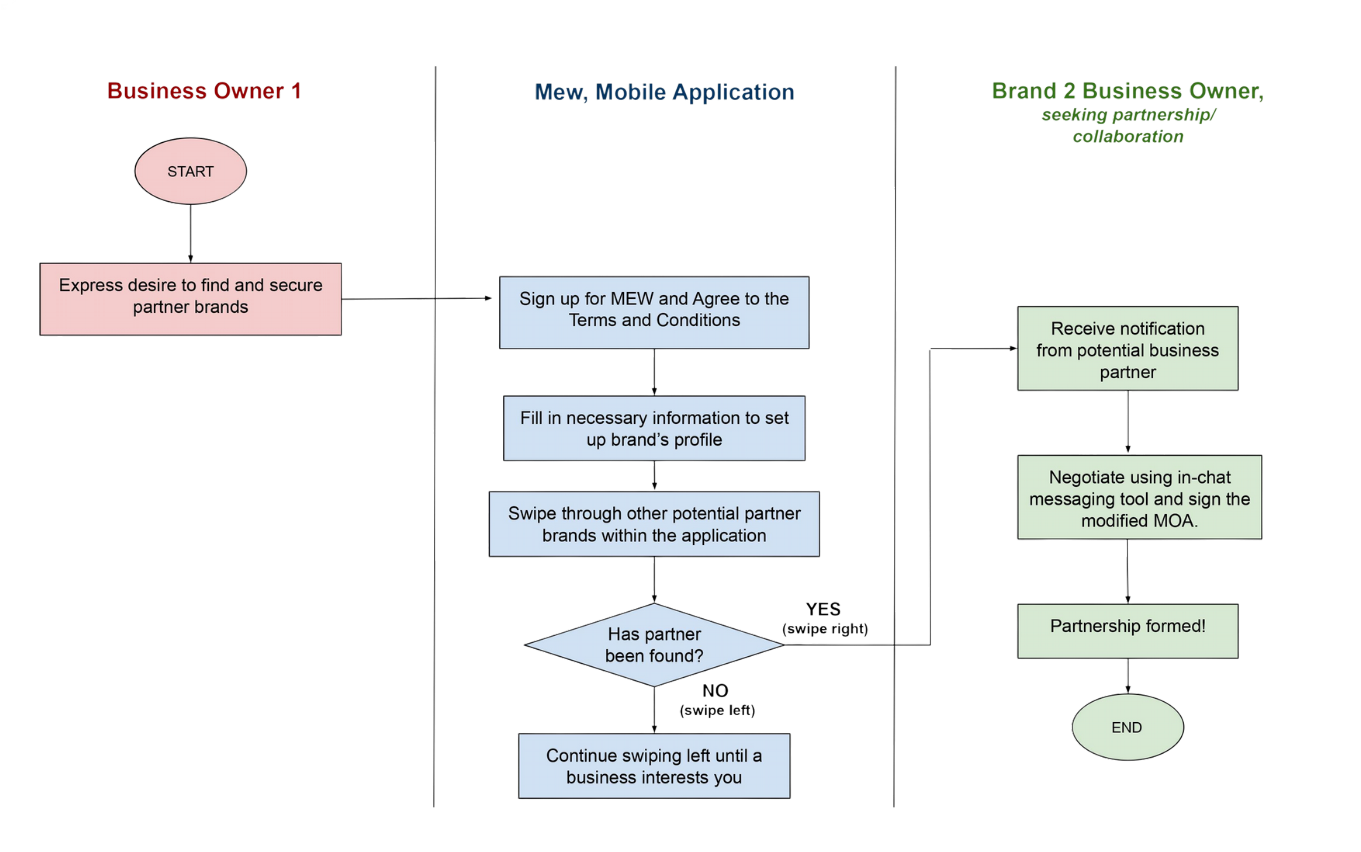 Business Owner 1
START
Express desire to find and secure
partner brands
Mew, Mobile Application
Sign up for MEW and Agree to the
Terms and Conditions
Fill in necessary information to set
up brand’s profile
Swipe through other potential partner
brands within the application
Has partner
been found?
YES
(swipe right)
NO
(swipe left)
Continue swiping left until a
business interests you
Brand 2 Business Owner,
seeking partnership/
collaboration
Receive notification
from potential business
partner
Negotiate using in-chat
messaging tool and sign the
modified MOA.
Partnership formed!
END